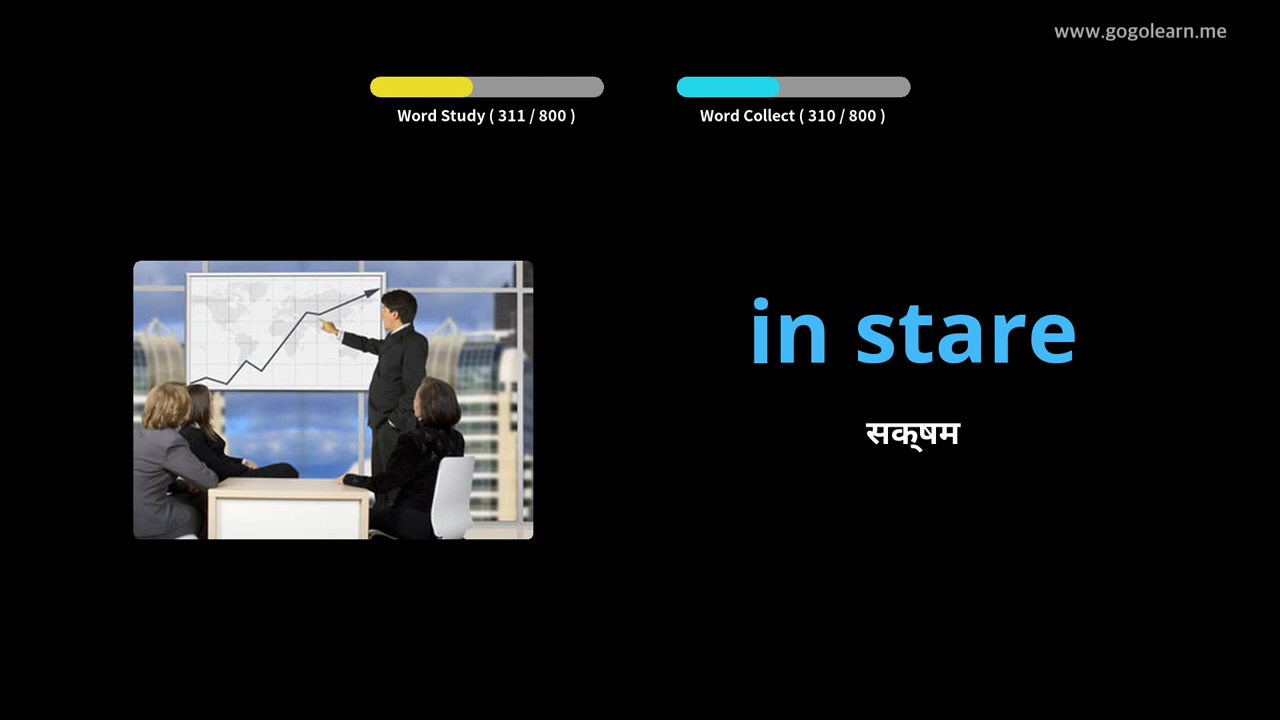 www.gogolearn.me
Word Study ( 311 / 800 )
Word Collect ( 310 / 800 )
in stare
सक्षम